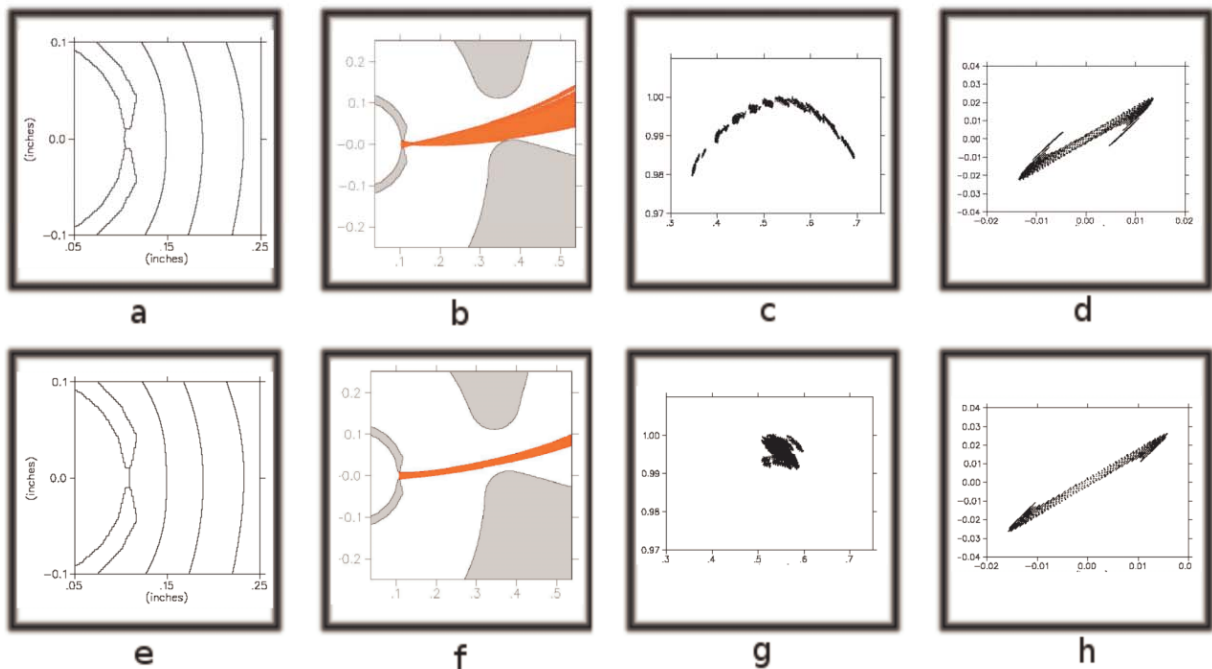 0.1
(inches)
0.0
-0.1
.05 .15 .25
(inches)
a
0.2
0.1
-0.0
-0.1
-0.2
.1 .2 .3 .4 .5
b
1.00
0.99
0.98
0.97
.3 .4 .5 .6 .7
c
0.04
0.03
0.02
0.01
0.00
-0.01
-0.02
-0.03
-0.04
-0.02 -0.01 0.00 0.01 0.02
d
0.1
(inches)
0.0
-0.1
.05 .15 .25
(inches)
e
0.2
0.1
-0.0
-0.1
-0.2
.1 .2 .3 .4 .5
f
1.00
0.99
0.98
0.97
.3 .4 .5 .6 .7
g
0.04
0.03
0.02
0.01
0.00
-0.01
-0.02
-0.03
-0.04
-0.02 -0.01 0.00 0.01 0.0
h